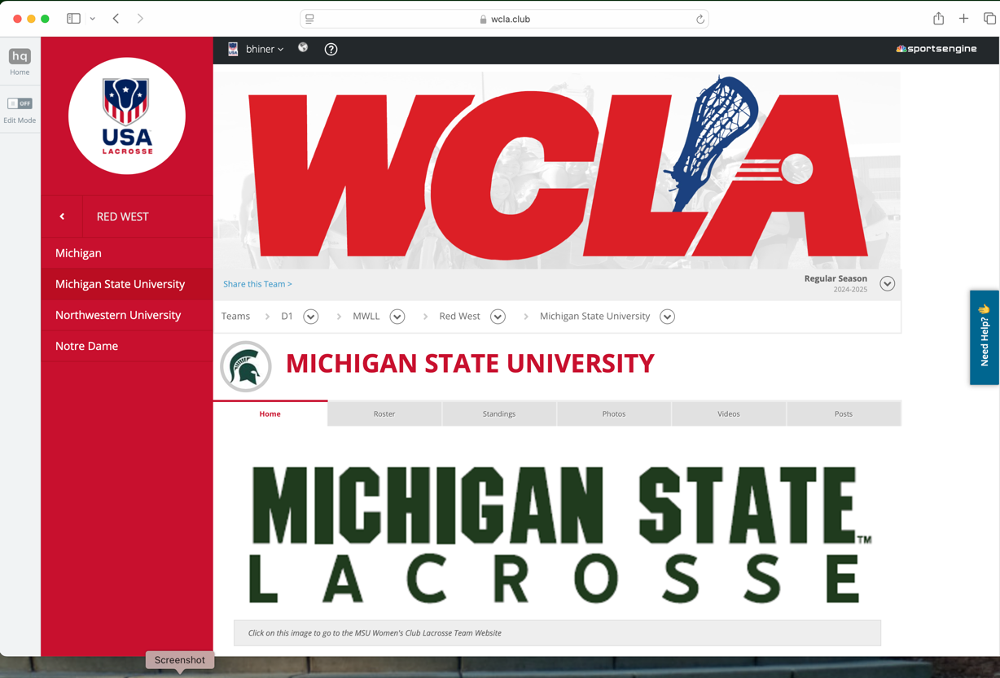 wcla.club
hq
Home
OFF
Edit Mode
USA
LACROSSE
RED WEST
Michigan
Michigan State University
Northwestern University
Notre Dame
bhiner
?
sportsengine
WCLA
Share this Team >
Regular Season
2024-2025
Teams
D1
MWLL
Red West
Michigan State University
MICHIGAN STATE UNIVERSITY
Home
Roster
Standings
Photos
Videos
Posts
MICHIGAN STATE™
LACROSSE
Click on this image to go to the MSU Women's Club Lacrosse Team Website
Need Help? 👋
Screenshot